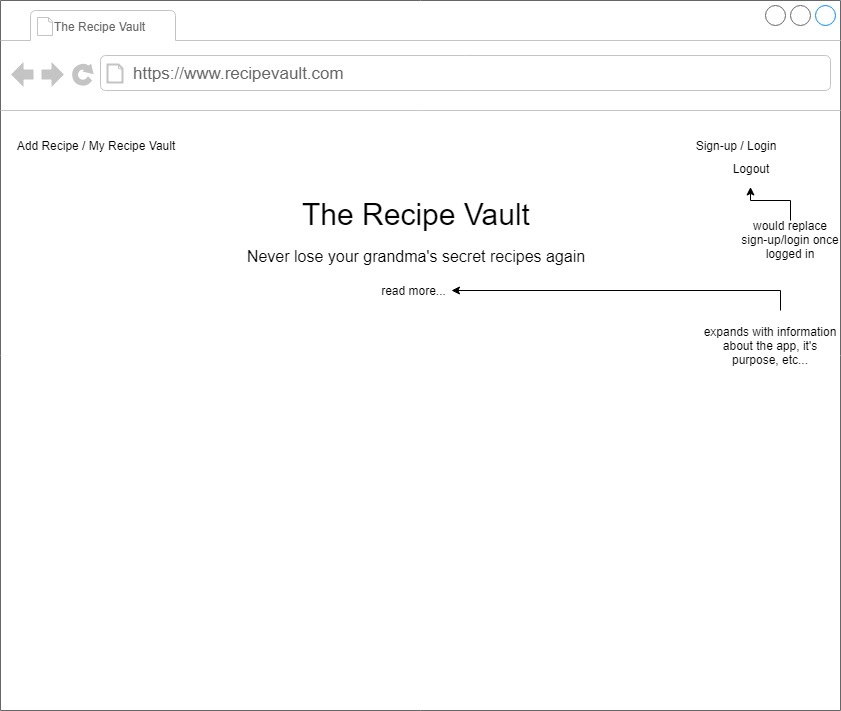 The Recipe Vault
https://www.recipevault.com
Add Recipe / My Recipe Vault
Sign-up / Login
Logout
The Recipe Vault
would replace
sign-up/login once
logged in
Never lose your grandma's secret recipes again
read more...
expands with information
about the app, it's
purpose, etc...